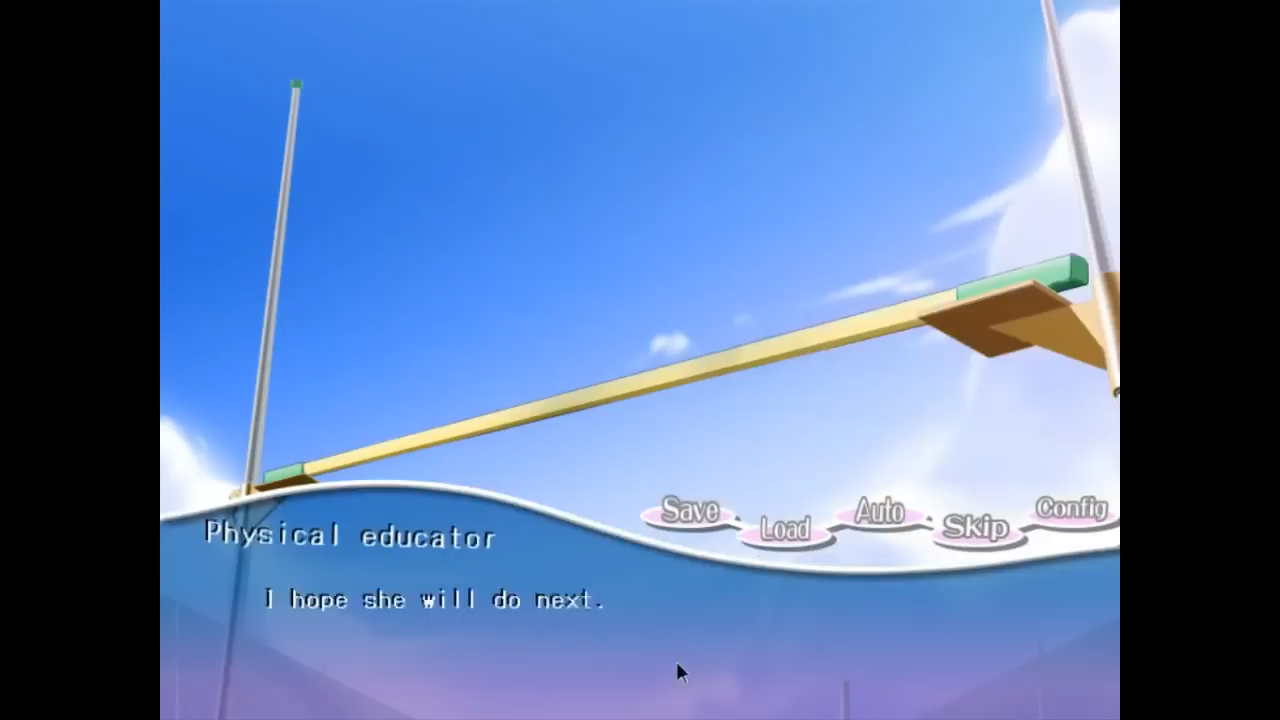 Save
Load
Auto
Skip
Config
Physical educator
I hope she will do next.